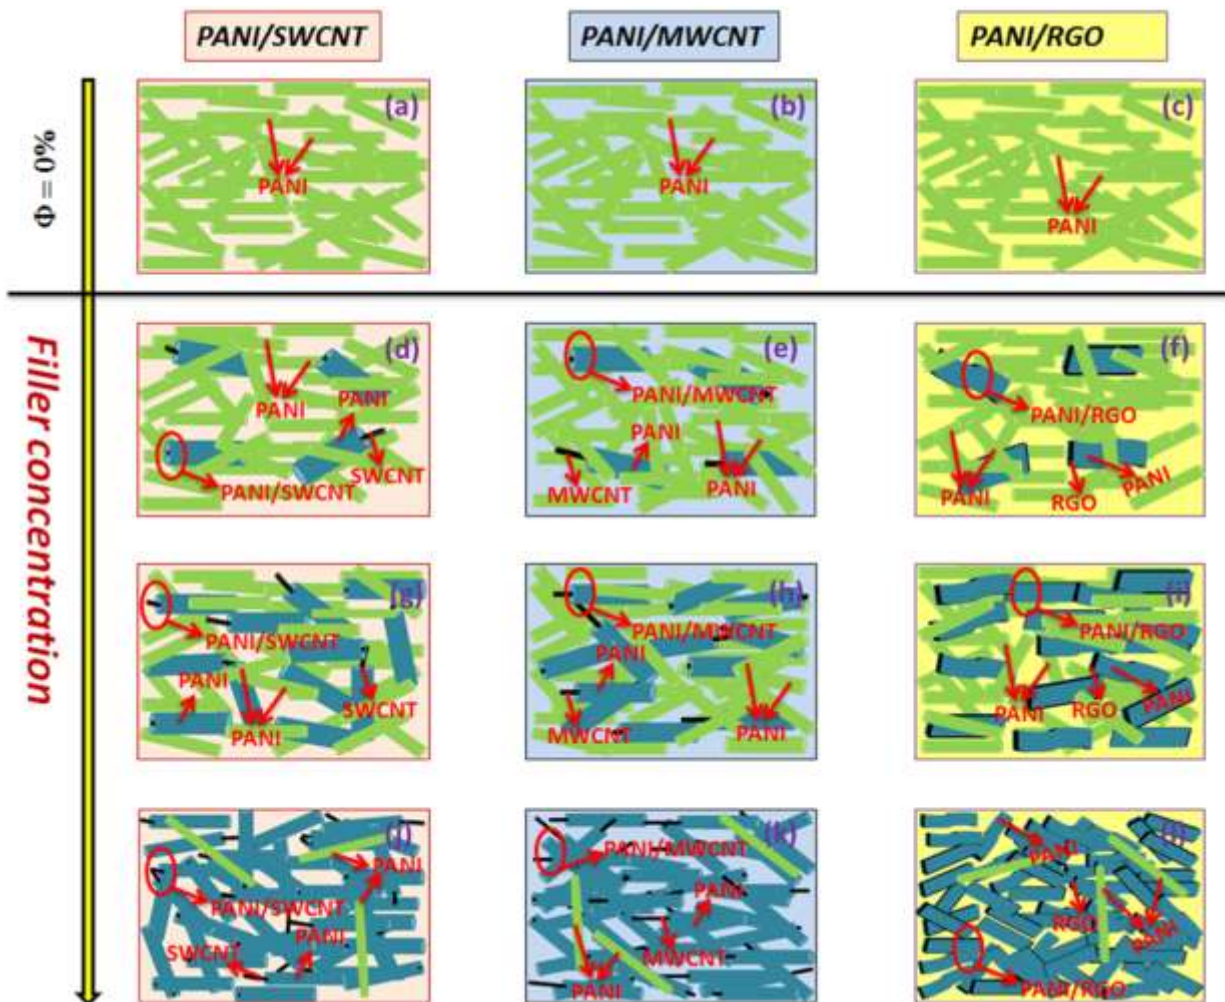 PANI/SWCNT
PANI/MWCNT
PANI/RGO
%0 = Φ
(a)
PANI
(b)
PANI
(c)
PANI
Filler concentration
(d)
PANI
PANI
SWCNT
PANI/SWCNT
(e)
PANI/MWCNT
PANI
MWCNT
PANI
(f)
PANI/RGO
PANI
RGO
PANI
(g)
PANI/SWCNT
PANI
SWCNT
PANI
(h)
PANI/MWCNT
PANI
MWCNT
PANI
(i)
PANI/RGO
PANI
RGO
PANI
(j)
PANI
PANI/SWCNT
SWCNT
PANI
(k)
PANI/MWCNT
PANI
MWCNT
PANI
(l)
PANI
RGO
PANI
PANI/RGO